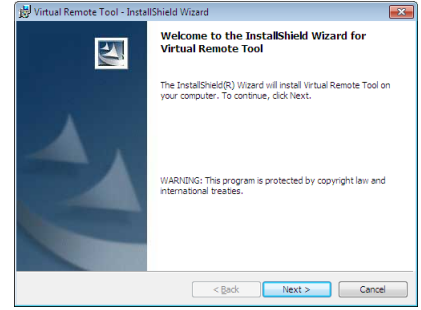 Virtual Remote Tool - InstallShield Wizard
Welcome to the InstallShield Wizard for
Virtual Remote Tool
The InstallShield(R) Wizard will install Virtual Remote Tool on
your computer. To continue, click Next.
WARNING: This program is protected by copyright law and
international treaties.
< Back Next > Cancel